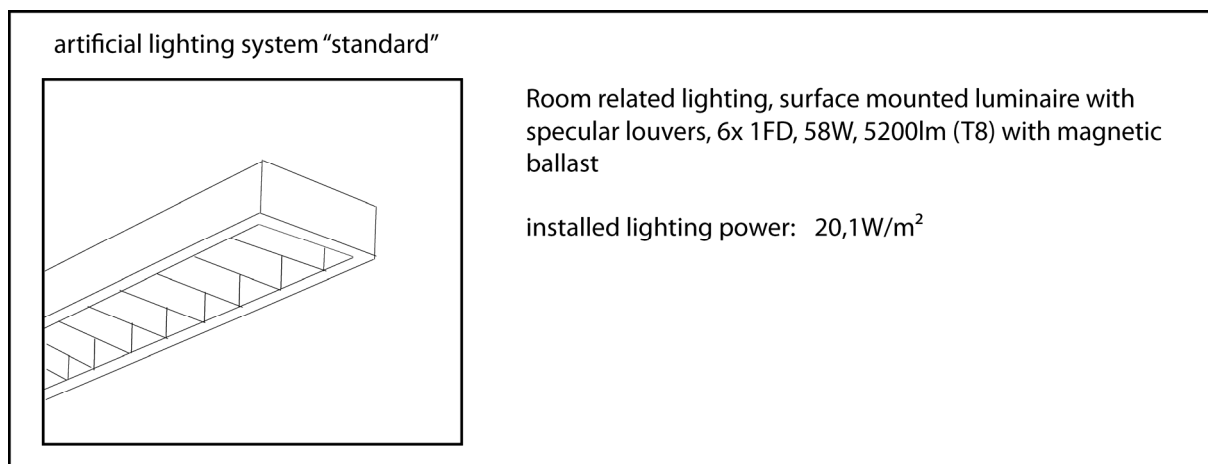 artificial lighting system “standard”
Room related lighting, surface mounted luminaire with
specular louvers, 6x 1FD, 58W, 5200lm (T8) with magnetic
ballast
installed lighting power: 20,1W/m²